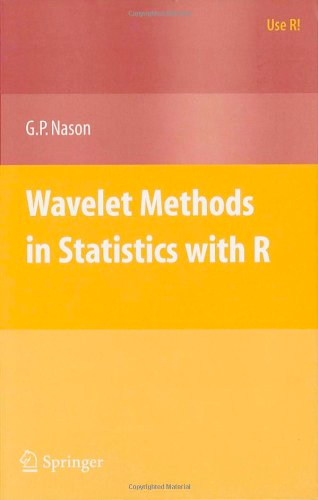 Use R!
G.P. Nason
Wavelet Methods
in Statistics with R
Springer